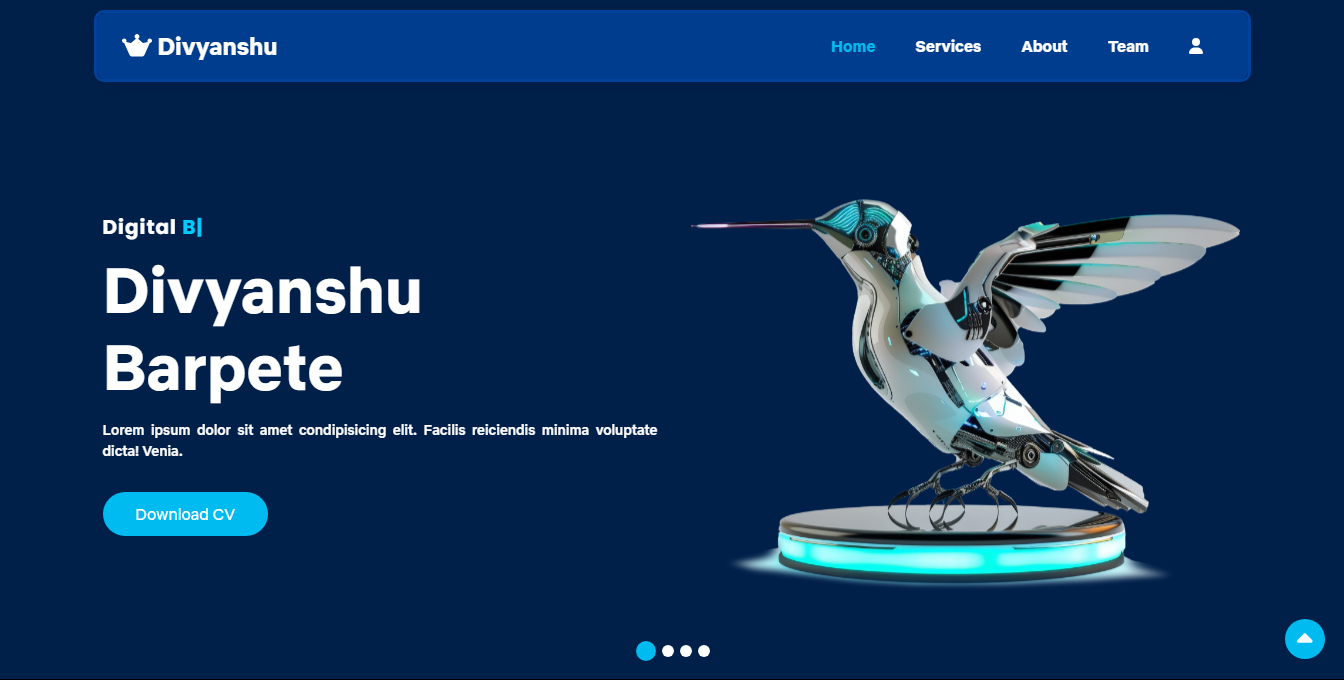 Divyanshu
Home Services About Team
Digital B|
Divyanshu
Barpete
Lorem ipsum dolor sit amet condipisicing elit. Facilis reiciendis minima voluptate
dicta! Venia.
Download CV